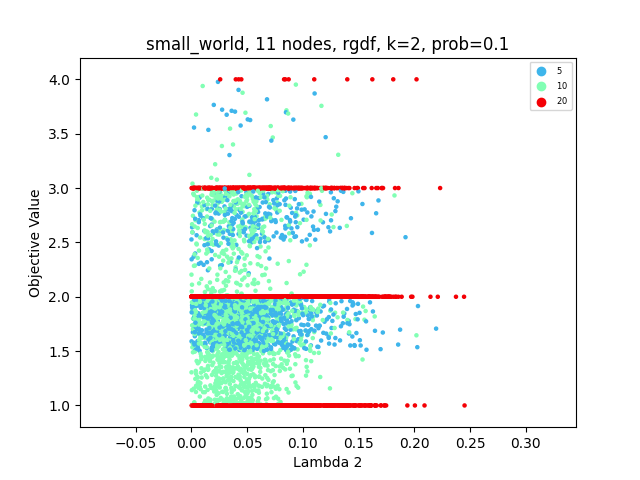 small_world, 11 nodes, rgdf, k=2, prob=0.1
5
10
20
4.0
3.5
3.0
2.5
2.0
1.5
1.0
Objective Value
−0.05 0.00 0.05 0.10 0.15 0.20 0.25 0.30
Lambda 2